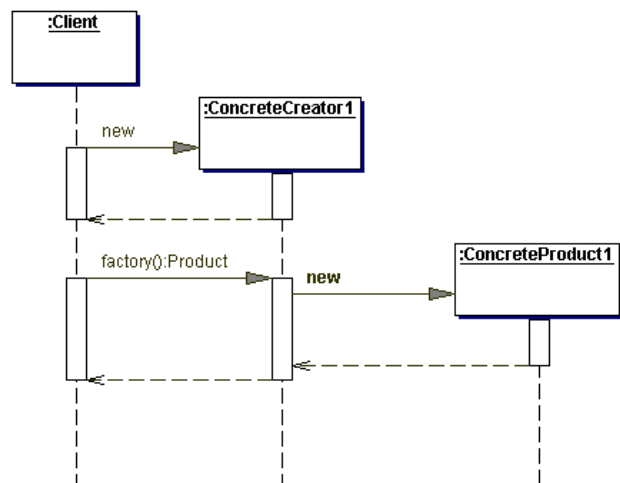 :Client
:ConcreteCreator1
new
factory():Product
:ConcreteProduct1
new